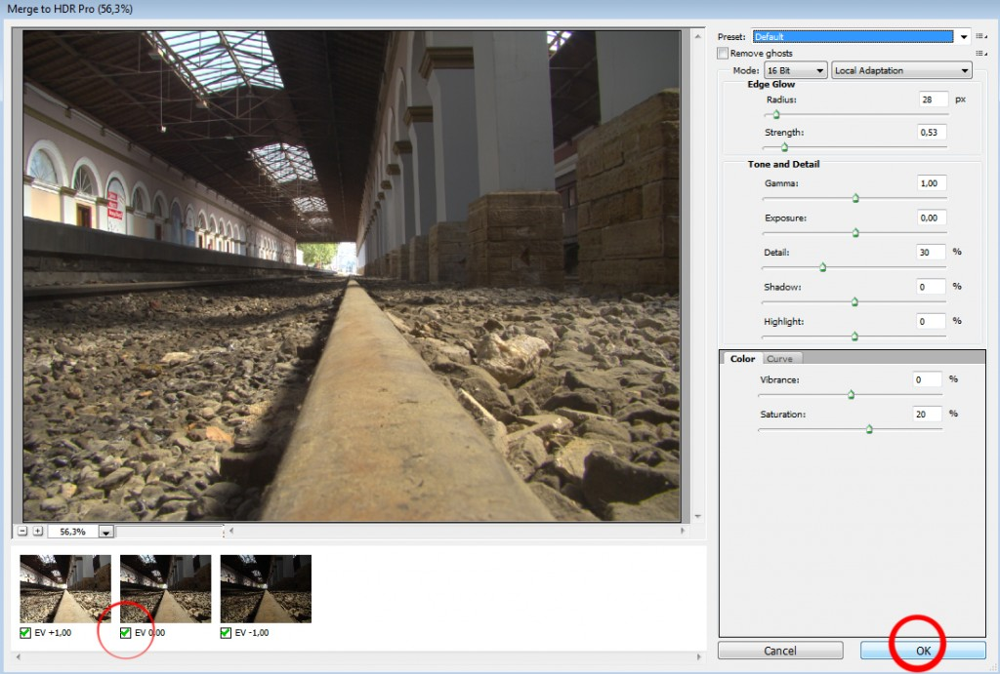 Merge to HDR Pro (56,3%)
Preset: Default
Remove ghosts
Mode: 16 Bit Local Adaptation
Edge Glow
Radius: 28 px
Strength: 0,53
Tone and Detail
Gamma: 1,00
Exposure: 0,00
Detail: 30 %
Shadow: 0 %
Highlight: 0 %
Color Curve
Vibrance: 0 %
Saturation: 20 %
56,3%
EV +1,00 EV 0,00 EV -1,00
Cancel OK